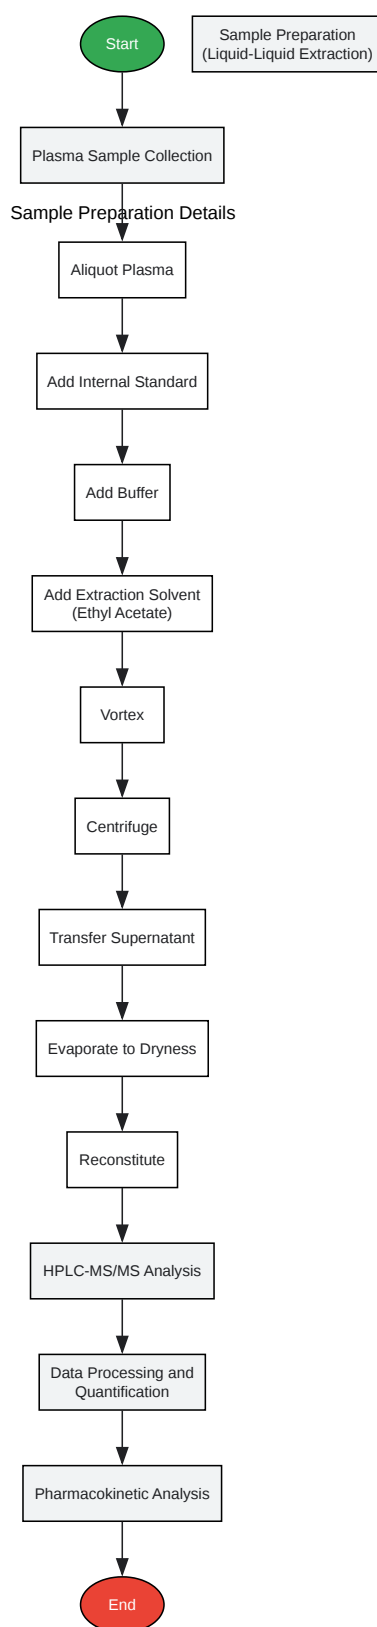 Start
Sample Preparation
(Liquid-Liquid Extraction)
Plasma Sample Collection
Sample Preparation Details
Aliquot Plasma
Add Internal Standard
Add Buffer
Add Extraction Solvent
(Ethyl Acetate)
Vortex
Centrifuge
Transfer Supernatant
Evaporate to Dryness
Reconstitute
HPLC-MS/MS Analysis
Data Processing and
Quantification
Pharmacokinetic Analysis
End